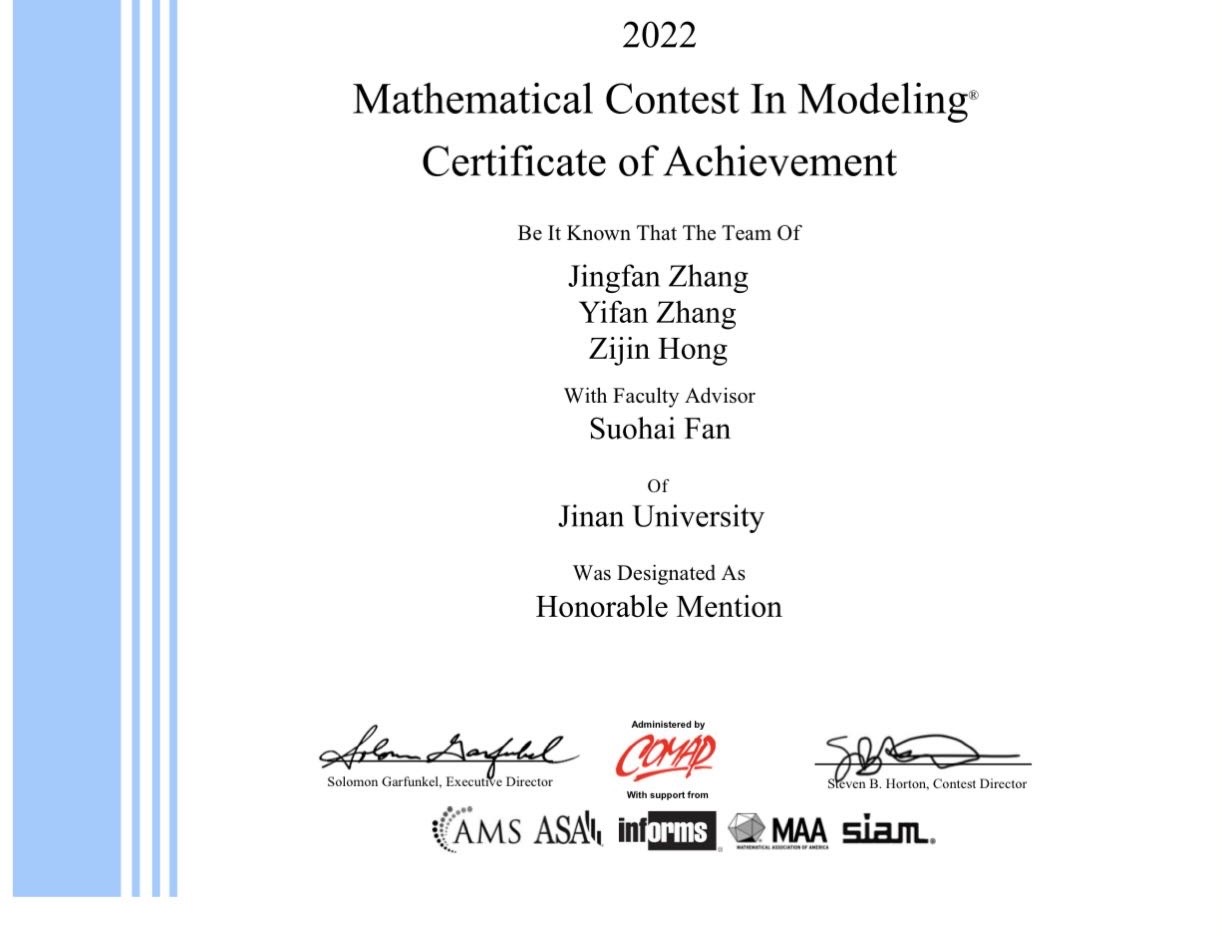 2022
Mathematical Contest In Modeling®
Certificate of Achievement
Be It Known That The Team Of
Jingfan Zhang
Yifan Zhang
Zijin Hong
With Faculty Advisor
Suohai Fan
Of
Jinan University
Was Designated As
Honorable Mention
Administered by
Solomon Garfunkel
COMAP
Solomon Garfunkel, Executive Director
Steven B. Horton, Contest Director
With support from
AMS ASA informs MAA siam.
MATHEMATICAL ASSOCIATION OF AMERICA